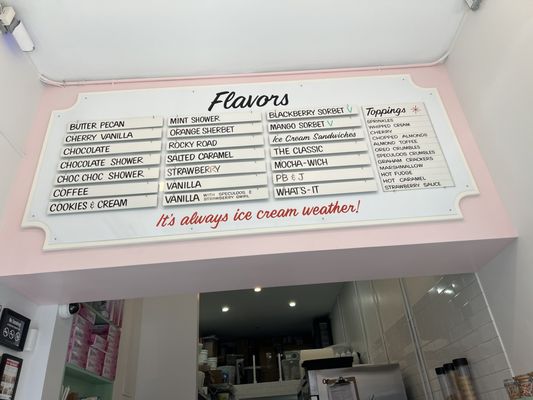 Flavors
BUTTER PECAN
CHERRY VANILLA
CHOCOLATE
CHOCOLATE SHOWER
CHOC CHOC SHOWER
COFFEE
COOKIES & CREAM
MINT SHOWER
ORANGE SHERBET
ROCKY ROAD
SALTED CARAMEL
STRAWBERRY
VANILLA
VANILLA WITH SPECULOOS &
STRAWBERRY SWIRL
BLACKBERRY SORBET V
MANGO SORBET V
Ice Cream Sandwiches
THE CLASSIC
MOCHA-WICH
PB & J
WHAT'S-IT
Toppings
SPRINKLES
WHIPPED CREAM
CHERRY
CHOPPED ALMONDS
ALMOND TOFFEE
OREO CRUMBLES
SPECULOOS CRUMBLES
GRAHAM CRACKERS
MARSHMALLOW
HOT FUDGE
HOT CARAMEL
STRAWBERRY SAUCE
It's always ice cream weather!